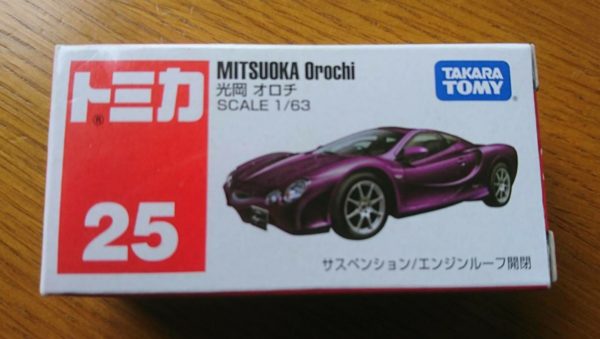 トミカ
®
25
MITSUOKA Orochi
光岡 オロチ
SCALE 1/63
TAKARA
TOMY
®
サスペンション/エンジンルーフ開閉